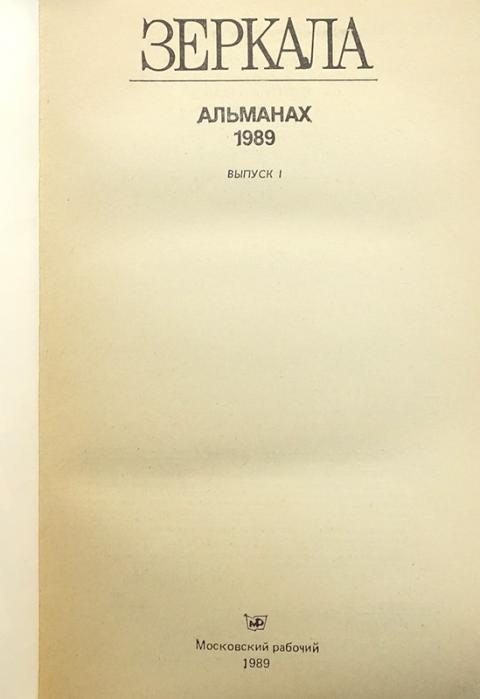 ЗЕРКАЛА
АЛЬМАНАХ
1989
ВЫПУСК I
МР
Московский рабочий
1989